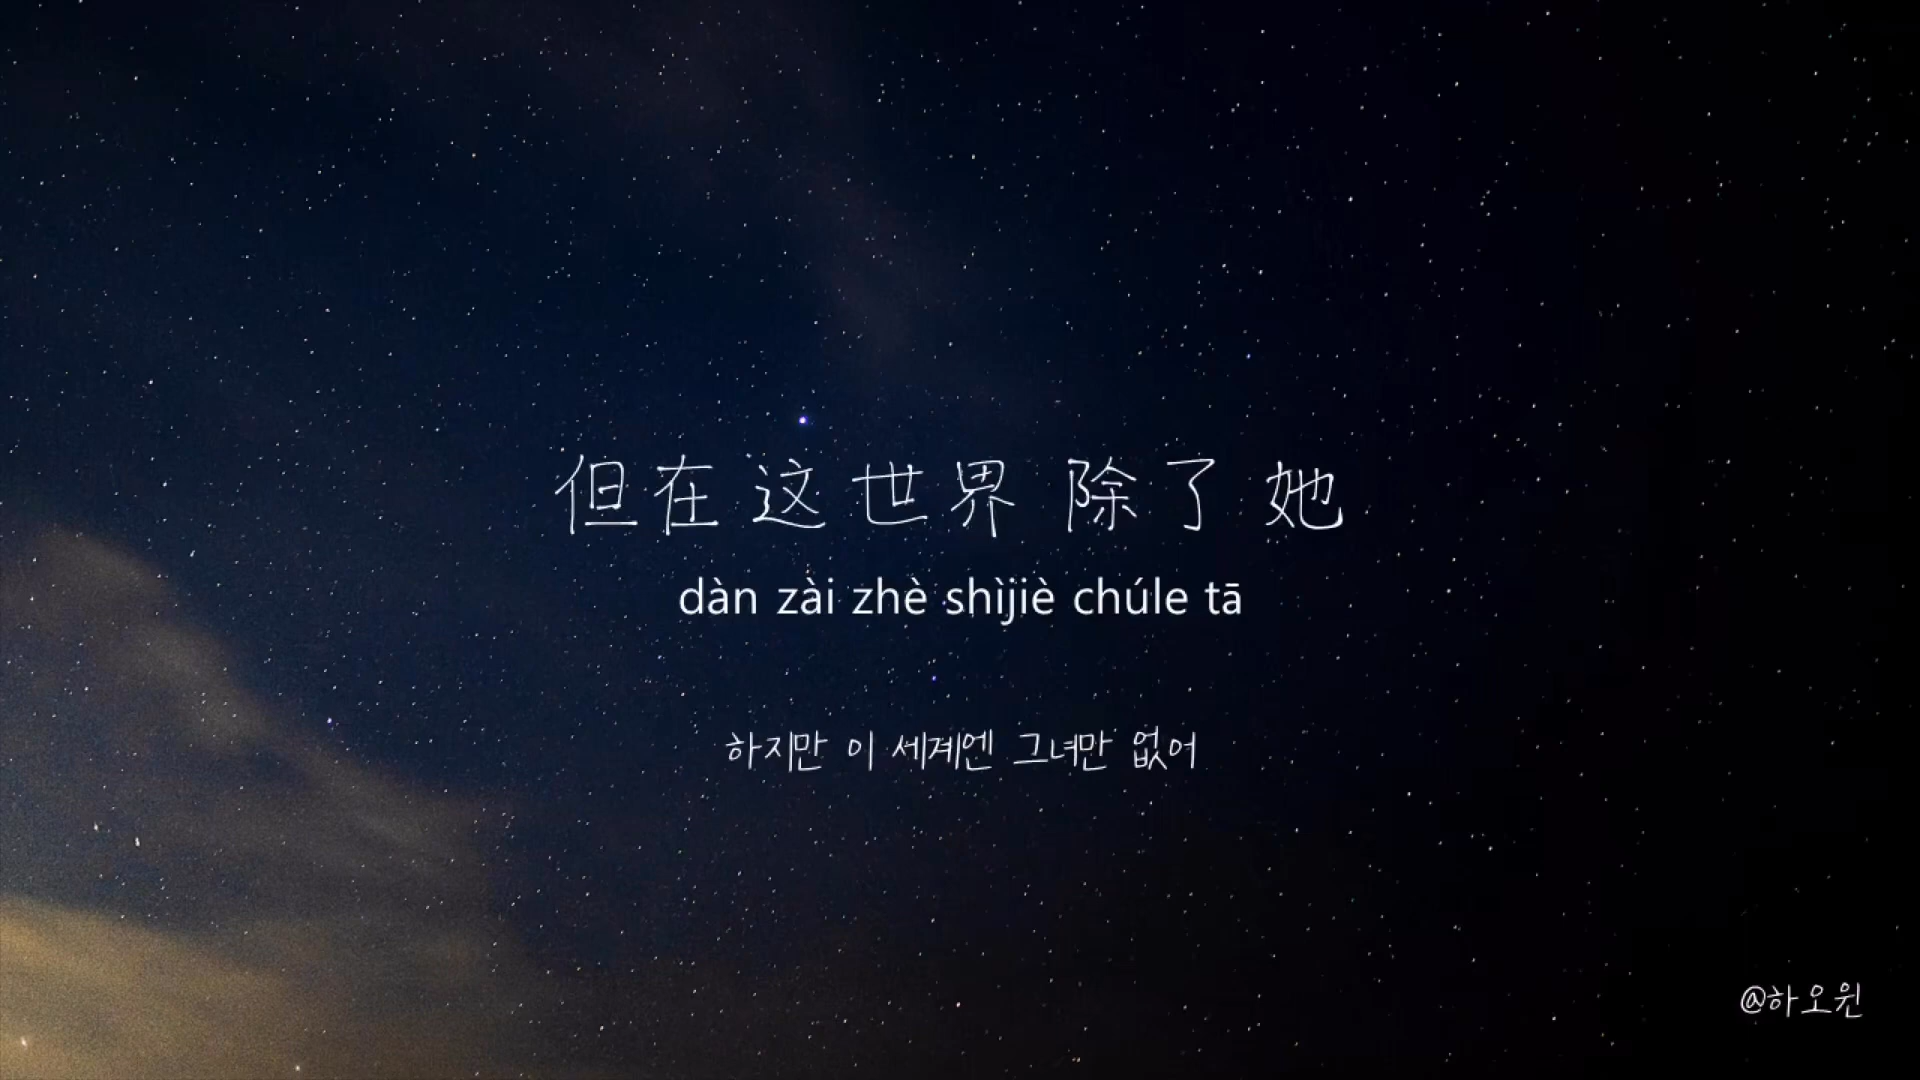 但在这世界 除了 她
dàn zài zhè shìjiè chúle tā
하지만 이 세계엔 그녀만 없어
@하오원